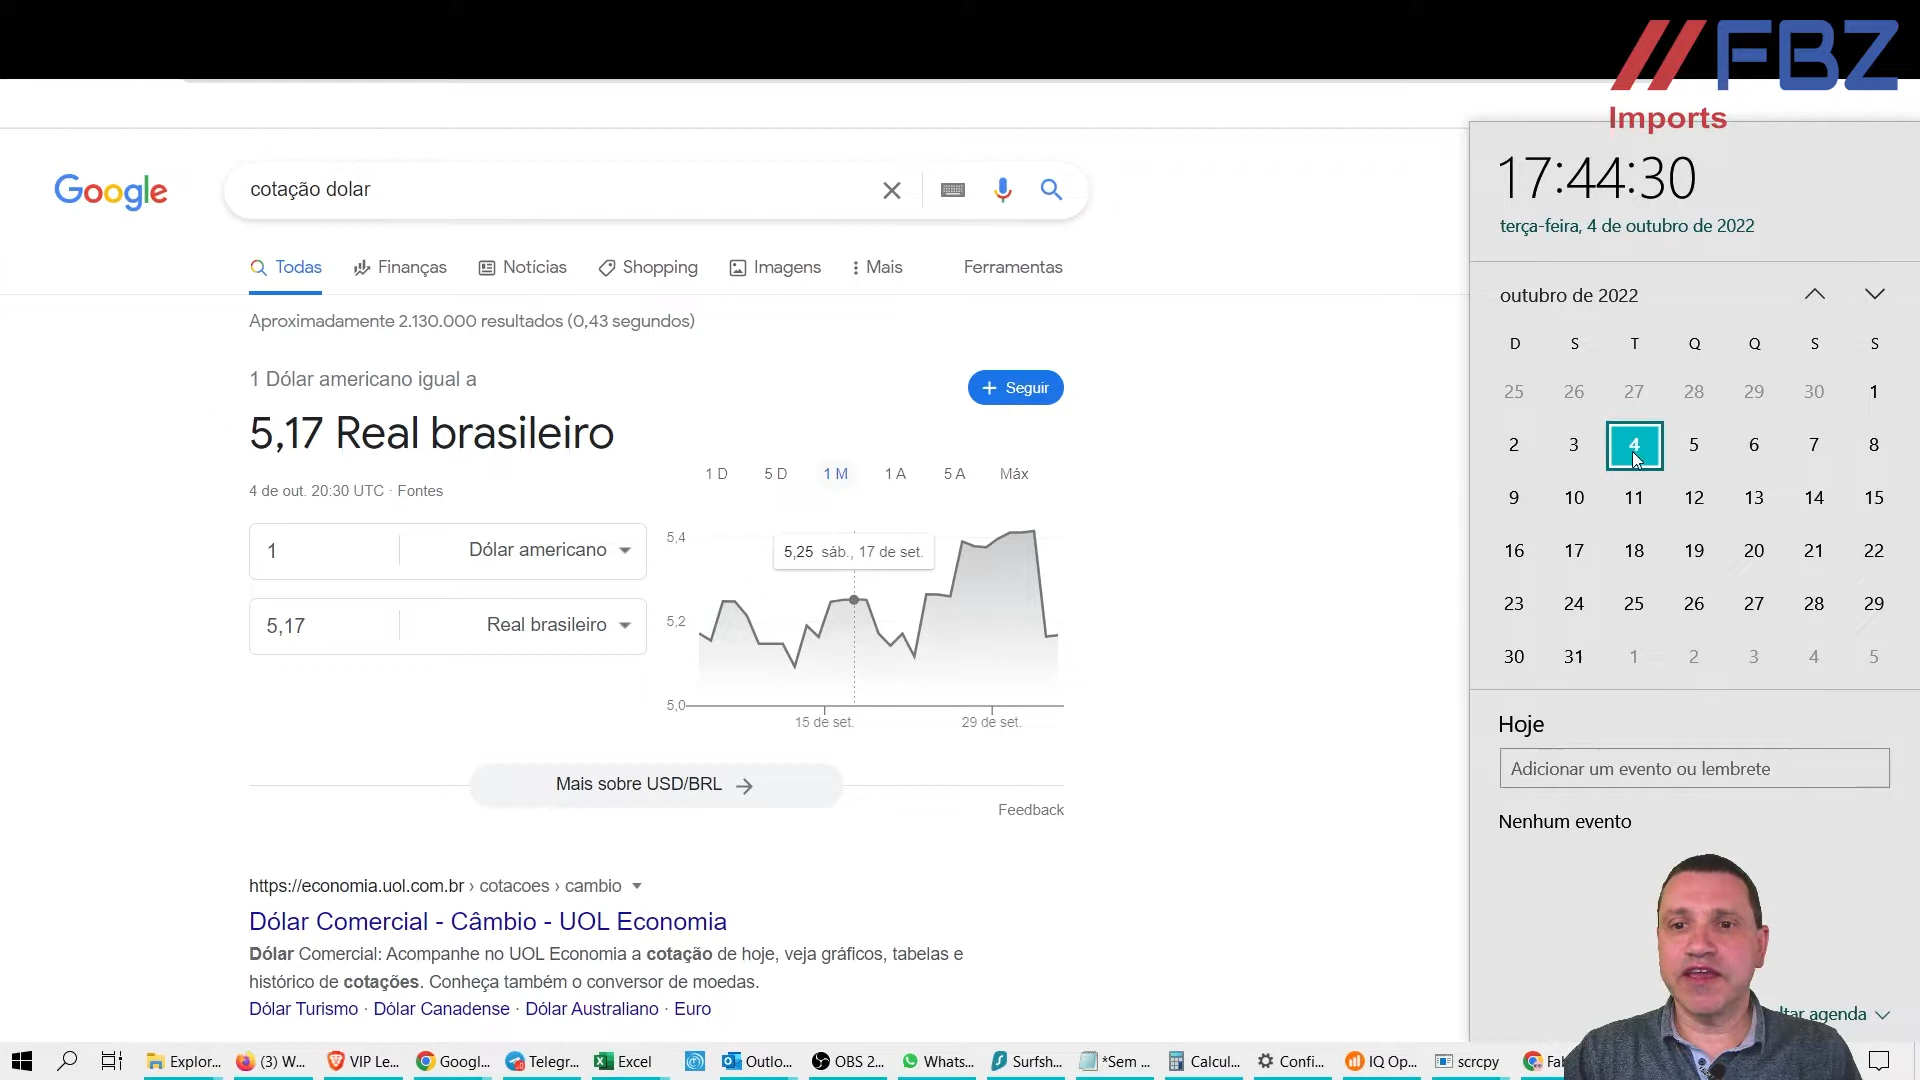 FBZ
Imports
Google
cotação dolar
Todas
Finanças
Notícias
Shopping
Imagens
Mais
Ferramentas
Aproximadamente 2.130.000 resultados (0,43 segundos)
1 Dólar americano igual a
Seguir
5,17 Real brasileiro
4 de out. 20:30 UTC · Fontes
1 Dólar americano
5,17 Real brasileiro
1 D 5 D 1 M 1 A 5 A Máx
5,4
5,25 sáb., 17 de set.
5,2
5,0
15 de set. 29 de set.
Mais sobre USD/BRL
Feedback
https://economia.uol.com.br › cotacoes › cambio
Dólar Comercial - Câmbio - UOL Economia
Dólar Comercial: Acompanhe no UOL Economia a cotação de hoje, veja gráficos, tabelas e
histórico de cotações. Conheça também o conversor de moedas.
Dólar Turismo · Dólar Canadense · Dólar Australiano · Euro
17:44:30
terça-feira, 4 de outubro de 2022
outubro de 2022
D S T Q Q S S
25 26 27 28 29 30 1
2 3 4 5 6 7 8
9 10 11 12 13 14 15
16 17 18 19 20 21 22
23 24 25 26 27 28 29
30 31 1 2 3 4 5
Hoje
Adicionar um evento ou lembrete
Nenhum evento
ltar agenda
Explor... (3) W... VIP Le... Googl... Telegr... Excel Outlo... OBS 2... Whats... Surfsh... *Sem ... Calcul... Confi... IQ Op... scrcpy